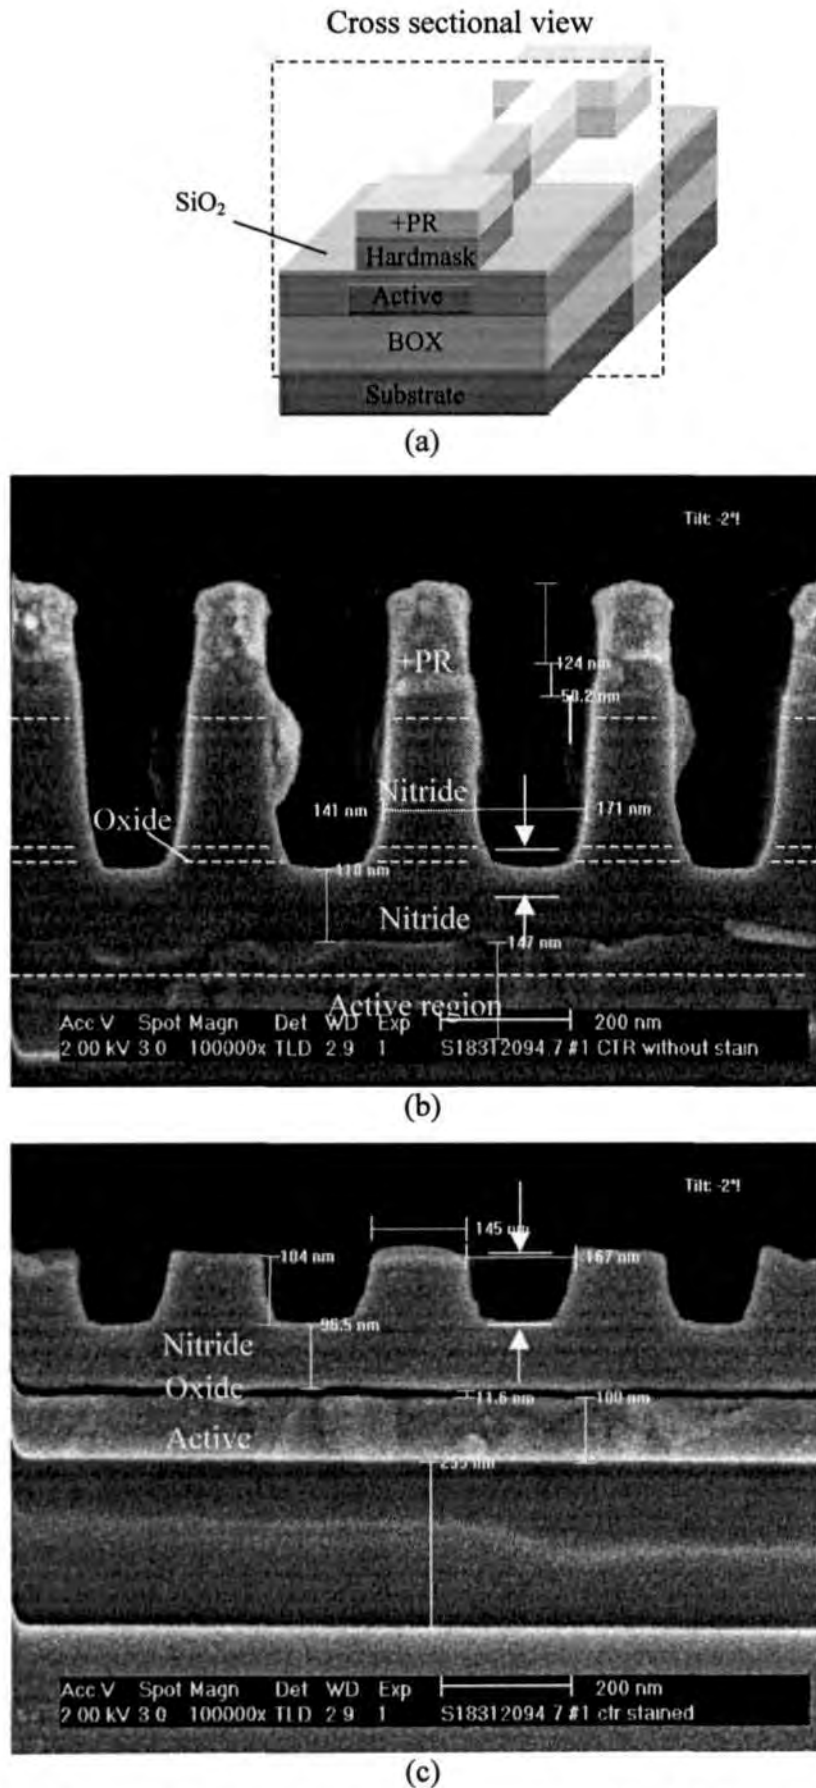 Cross sectional view
SiO₂
+PR
Hardmask
Active
BOX
Substrate
(a)
Tilt: -2°!
+PR
124 nm
50.2 nm
Nitride
141 nm
171 nm
Oxide
118 nm
Nitride
147 nm
Active region
Acc V Spot Magn Det WD Exp
200 nm
2.00 kV 3.0 100000x TLD 2.9 1 S18312094.7 #1 CTR without stain
(b)
Tilt: -2°!
145 nm
104 nm
167 nm
96.5 nm
Nitride
Oxide
11.6 nm
100 nm
Active
Acc V Spot Magn Det WD Exp
200 nm
2.00 kV 3.0 100000x TLD 2.9 1 S18312094 7 #1 ctr stained
(c)